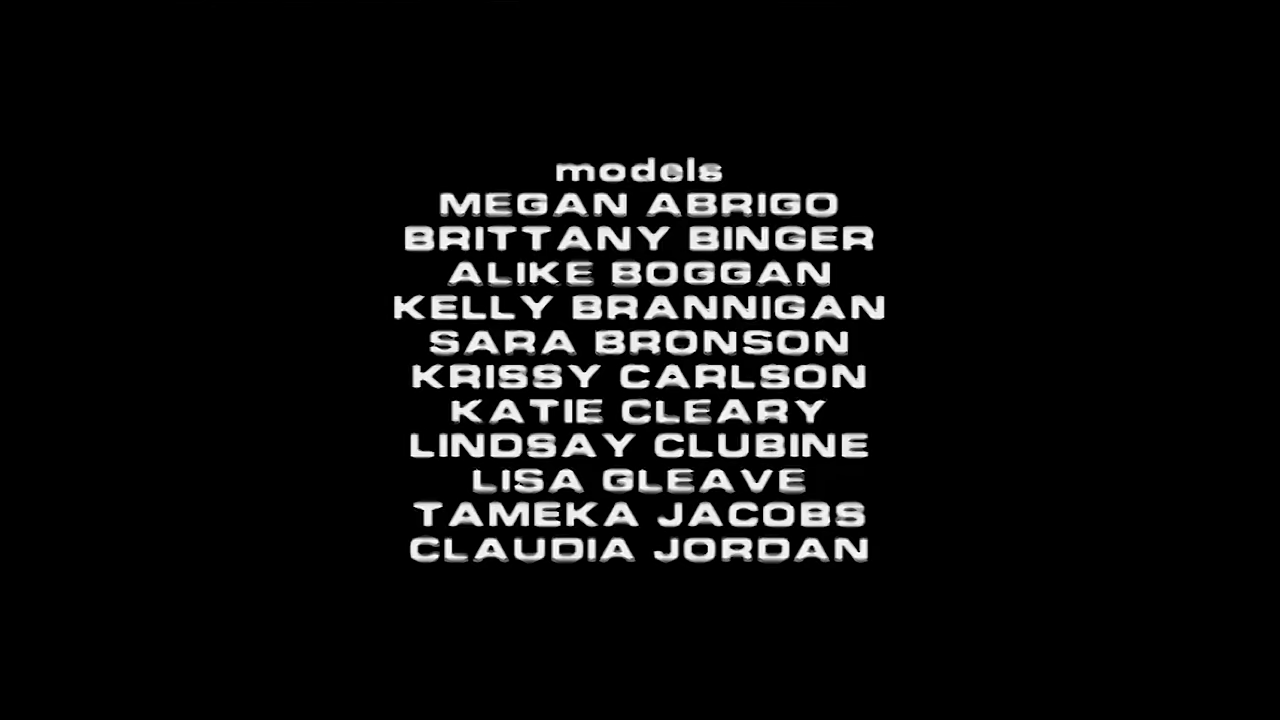 models
MEGAN ABRIGO
BRITTANY BINGER
ALIKE BOGGAN
KELLY BRANNIGAN
SARA BRONSON
KRISSY CARLSON
KATIE CLEARY
LINDSAY CLUBINE
LISA GLEAVE
TAMEKA JACOBS
CLAUDIA JORDAN